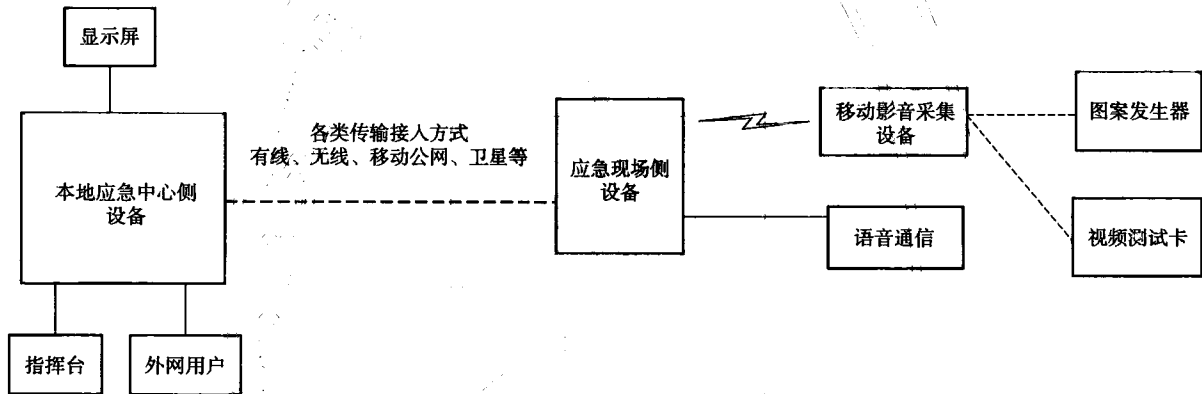 显示屏
各类传输接入方式
有线、无线、移动公网、卫星等
本地应急中心侧
设备
应急现场侧
设备
移动影音采集
设备
图案发生器
语音通信
视频测试卡
指挥台
外网用户